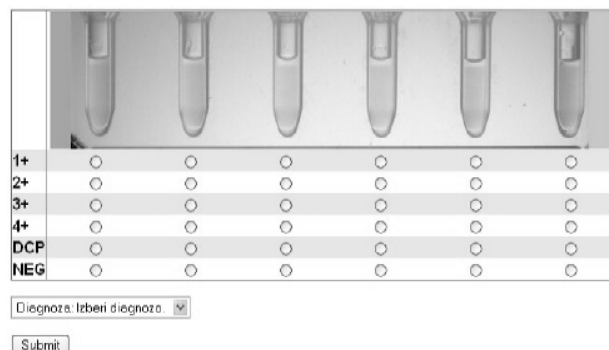 1+
2+
3+
4+
DCP
NEG
Diagnoza: Izberi diagnozo.
Submit